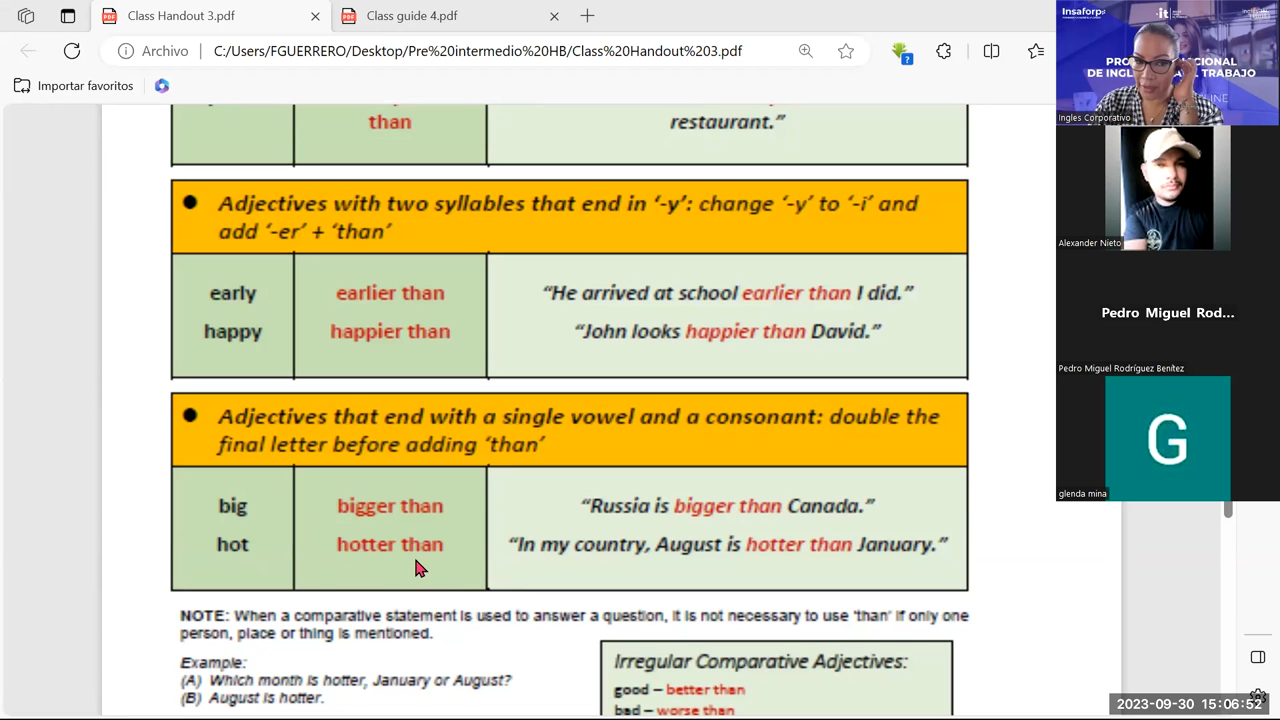 Class Handout 3.pdf
Class guide 4.pdf
Archivo
C:/Users/FGUERRERO/Desktop/Pre%20intermedio%20HB/Class%20Handout%203.pdf
Importar favoritos
than
restaurant.”
Adjectives with two syllables that end in ‘-y’: change ‘-y’ to ‘-i’ and
add ‘-er’ + ‘than’
early earlier than “He arrived at school earlier than I did.”
happy happier than “John looks happier than David.”
Adjectives that end with a single vowel and a consonant: double the
final letter before adding ‘than’
big bigger than “Russia is bigger than Canada.”
hot hotter than “In my country, August is hotter than January.”
NOTE: When a comparative statement is used to answer a question, it is not necessary to use ‘than’ if only one
person, place or thing is mentioned.
Example:
(A) Which month is hotter, January or August?
(B) August is hotter.
Irregular Comparative Adjectives:
good – better than
bad – worse than
Insaforp
it
DE INGL
TRABAJO
Ingles Corporativo
Alexander Nieto
Pedro Miguel Rod...
Pedro Miguel Rodríguez Benítez
G
glenda mina
2023-09-30 15:06:52